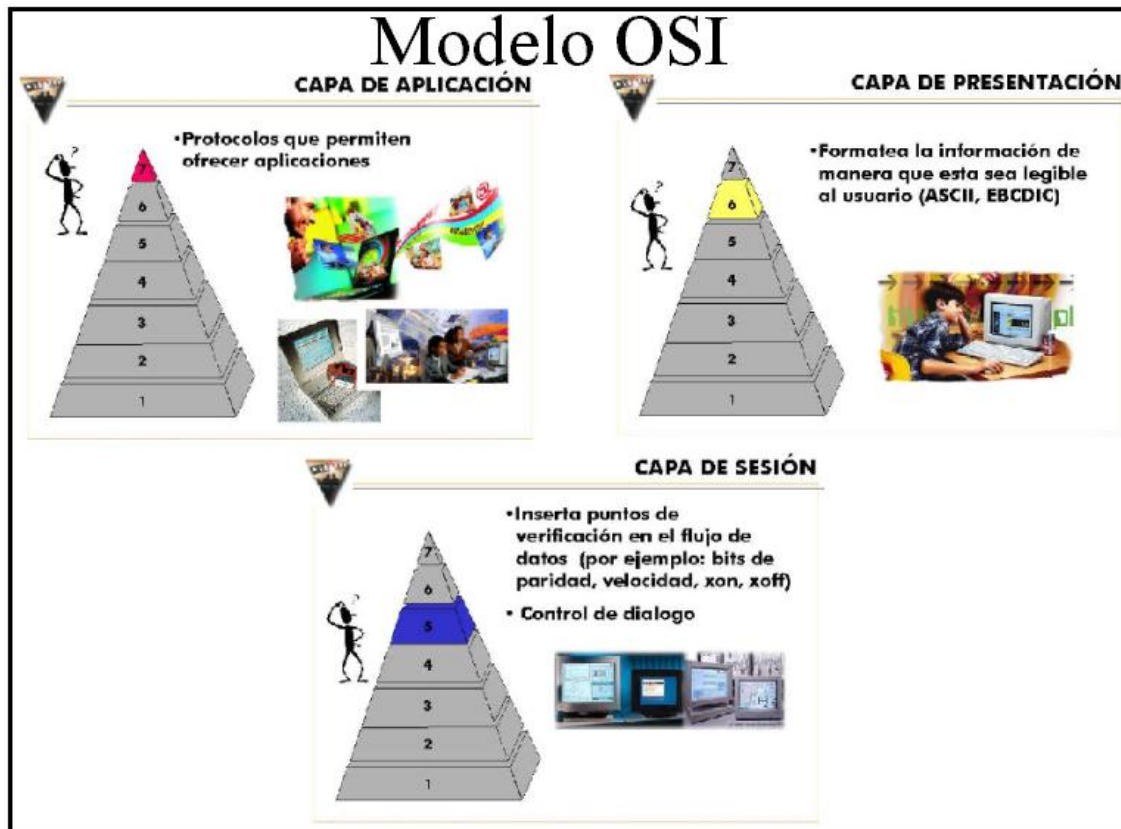 Modelo OSI
CAPA DE APLICACIÓN
•Protocolos que permiten
ofrecer aplicaciones
7
6
5
4
3
2
1
CAPA DE PRESENTACIÓN
•Formatea la información de
manera que esta sea legible
al usuario (ASCII, EBCDIC)
7
6
5
4
3
2
1
CAPA DE SESIÓN
•Inserta puntos de
verificación en el flujo de
datos (por ejemplo: bits de
paridad, velocidad, xon, xoff)
• Control de dialogo
7
6
5
4
3
2
1